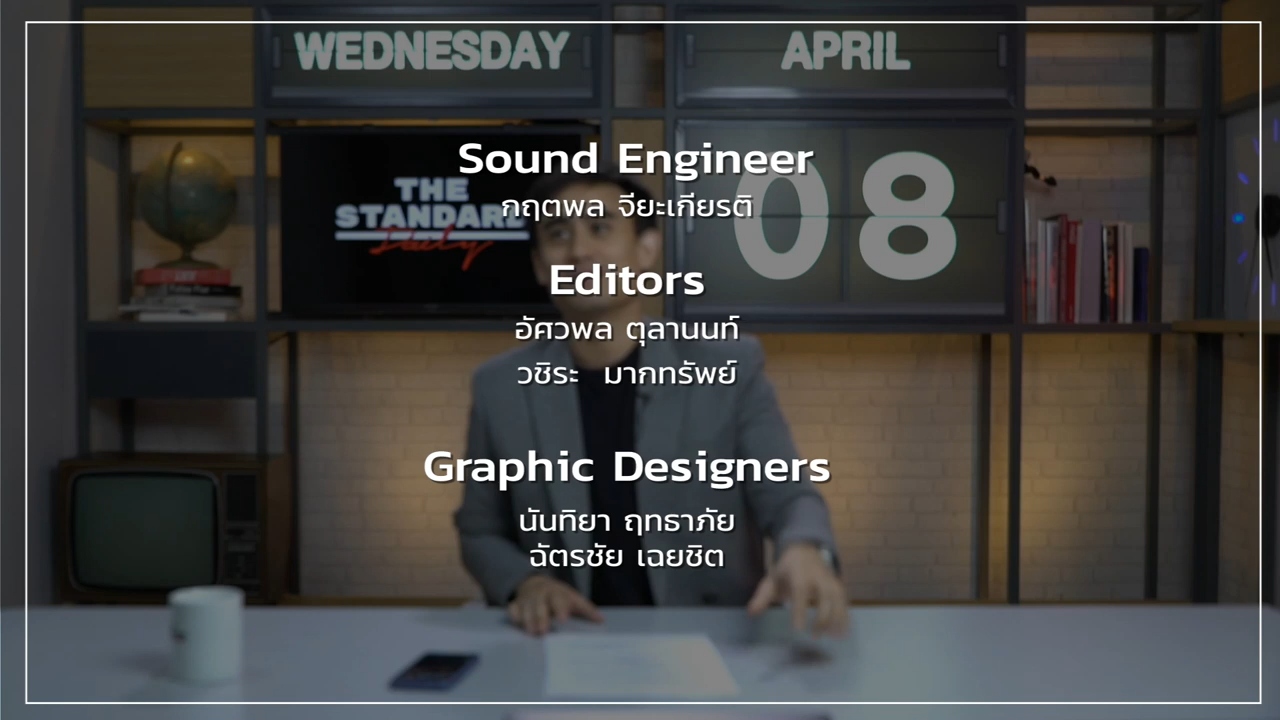 WEDNESDAY
APRIL
08
THE
STANDARD
Daily
Sound Engineer
กฤตพล จียะเกียรติ
Editors
อัศวพล ตุลานนท์
วชิระ มากทรัพย์
Graphic Designers
นันทิยา ฤทธาภัย
ฉัตรชัย เฉยชิต